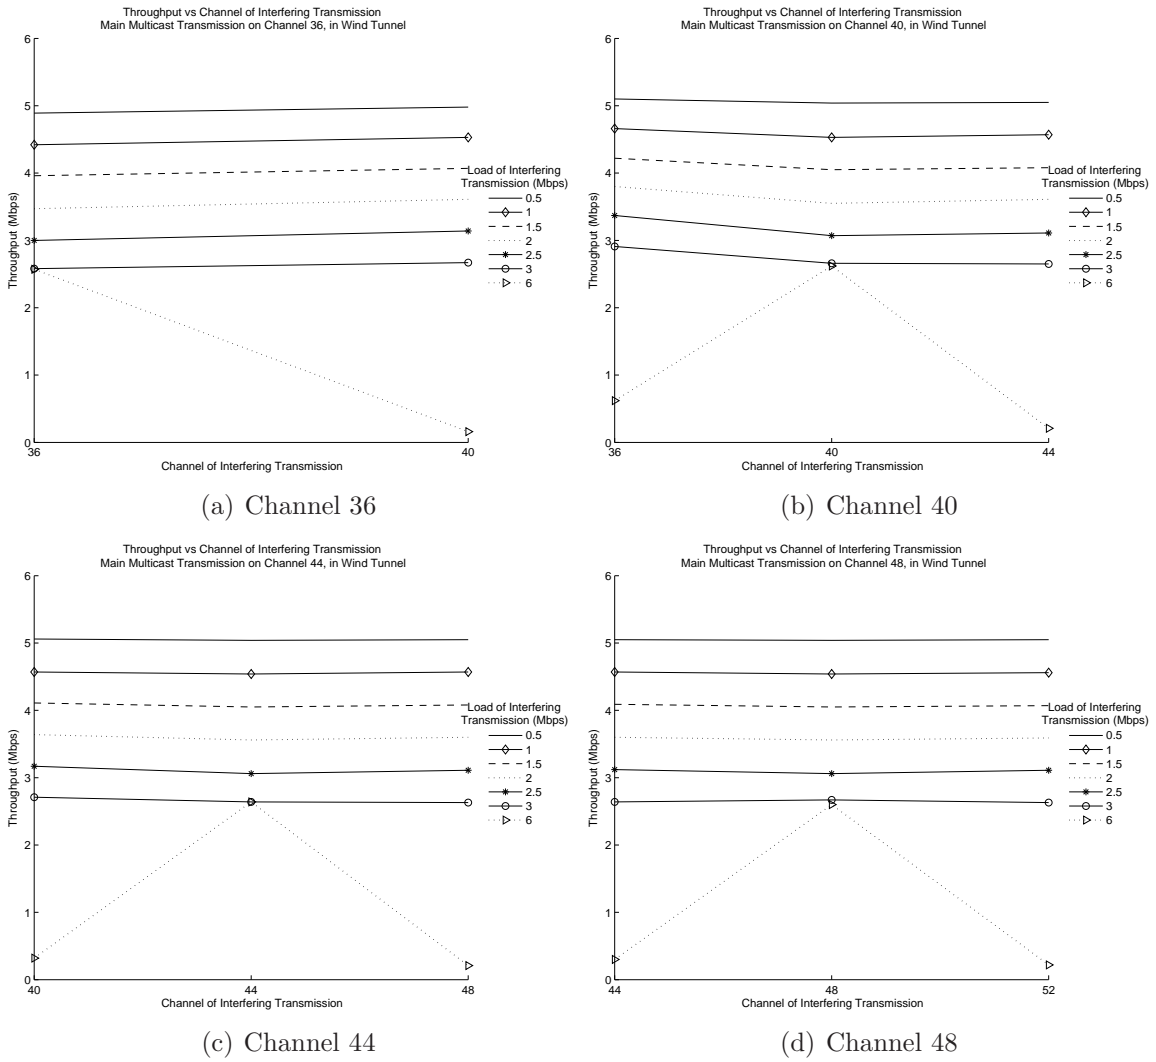 Throughput vs Channel of Interfering Transmission
Main Multicast Transmission on Channel 36, in Wind Tunnel
6
5
4
3
2
1
0
Throughput (Mbps)
36
40
Channel of Interfering Transmission
Load of Interfering
Transmission (Mbps)
0.5
1
1.5
2
2.5
3
6
(a) Channel 36
Throughput vs Channel of Interfering Transmission
Main Multicast Transmission on Channel 40, in Wind Tunnel
6
5
4
3
2
1
0
Throughput (Mbps)
36
40
44
Channel of Interfering Transmission
Load of Interfering
Transmission (Mbps)
0.5
1
1.5
2
2.5
3
6
(b) Channel 40
Throughput vs Channel of Interfering Transmission
Main Multicast Transmission on Channel 44, in Wind Tunnel
6
5
4
3
2
1
0
Throughput (Mbps)
40
44
48
Channel of Interfering Transmission
Load of Interfering
Transmission (Mbps)
0.5
1
1.5
2
2.5
3
6
(c) Channel 44
Throughput vs Channel of Interfering Transmission
Main Multicast Transmission on Channel 48, in Wind Tunnel
6
5
4
3
2
1
0
Throughput (Mbps)
44
48
52
Channel of Interfering Transmission
Load of Interfering
Transmission (Mbps)
0.5
1
1.5
2
2.5
3
6
(d) Channel 48